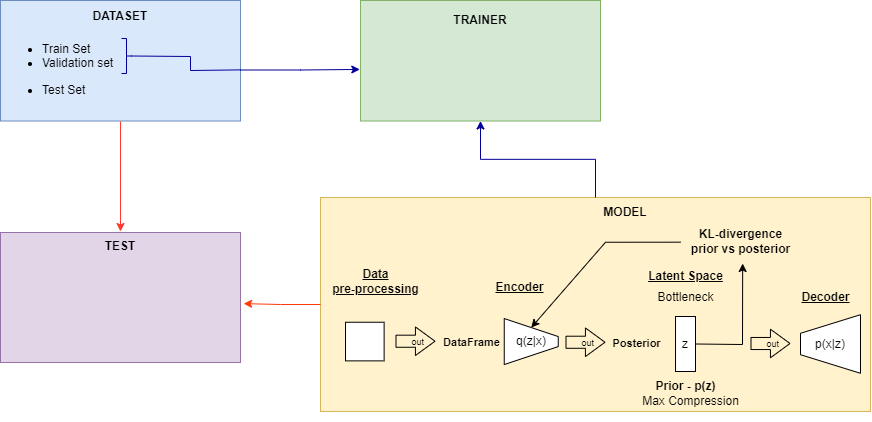 DATASET
Train Set
Validation set
Test Set
TRAINER
TEST
MODEL
KL-divergence
prior vs posterior
Data
pre-processing
Encoder
Latent Space
Bottleneck
Decoder
out
DataFrame
q(z|x)
out
Posterior
z
out
p(x|z)
Prior - p(z)
Max Compression